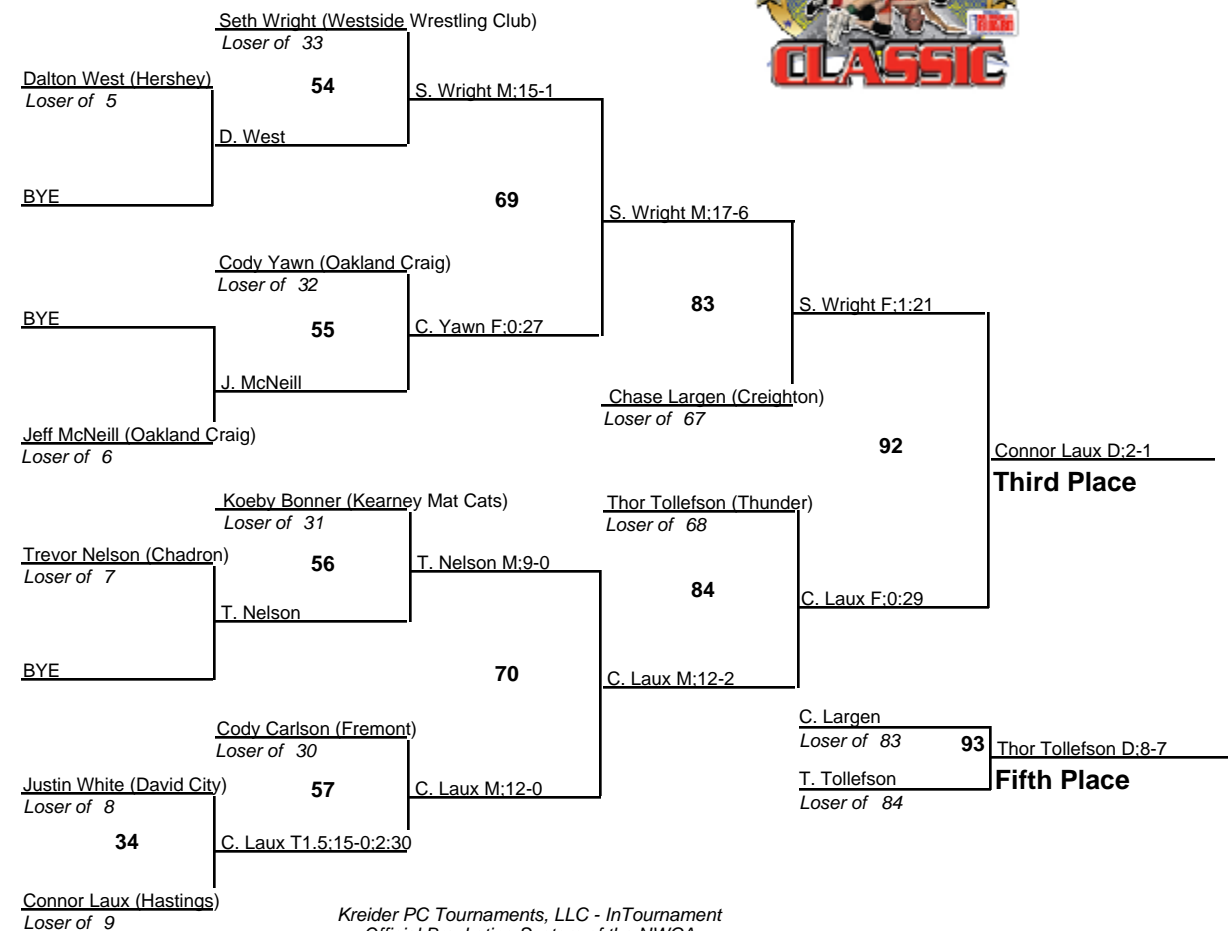 CLASSIC
Seth Wright (Westside Wrestling Club)
Loser of 33
Dalton West (Hershey)
Loser of 5
54
S. Wright M;15-1
D. West
BYE
69
S. Wright M;17-6
Cody Yawn (Oakland Craig)
Loser of 32
BYE
55
C. Yawn F;0:27
83
S. Wright F;1:21
J. McNeill
Chase Largen (Creighton)
Loser of 67
Jeff McNeill (Oakland Craig)
Loser of 6
92
Connor Laux D;2-1
Third Place
Koeby Bonner (Kearney Mat Cats)
Loser of 31
Thor Tollefson (Thunder)
Loser of 68
Trevor Nelson (Chadron)
Loser of 7
56
T. Nelson M;9-0
84
C. Laux F;0:29
T. Nelson
BYE
70
C. Laux M;12-2
Cody Carlson (Fremont)
Loser of 30
C. Largen
Loser of 83
93
Thor Tollefson D;8-7
Fifth Place
T. Tollefson
Loser of 84
Justin White (David City)
Loser of 8
57
C. Laux M;12-0
34
C. Laux T1.5;15-0;2:30
Connor Laux (Hastings)
Loser of 9
Kreider PC Tournaments, LLC - InTournament